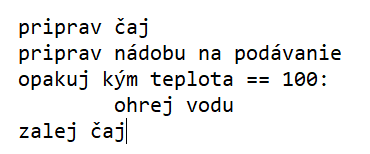 priprav čaj
priprav nádobu na podávanie
opakuj kým teplota == 100:
        ohrej vodu
zalej čaj